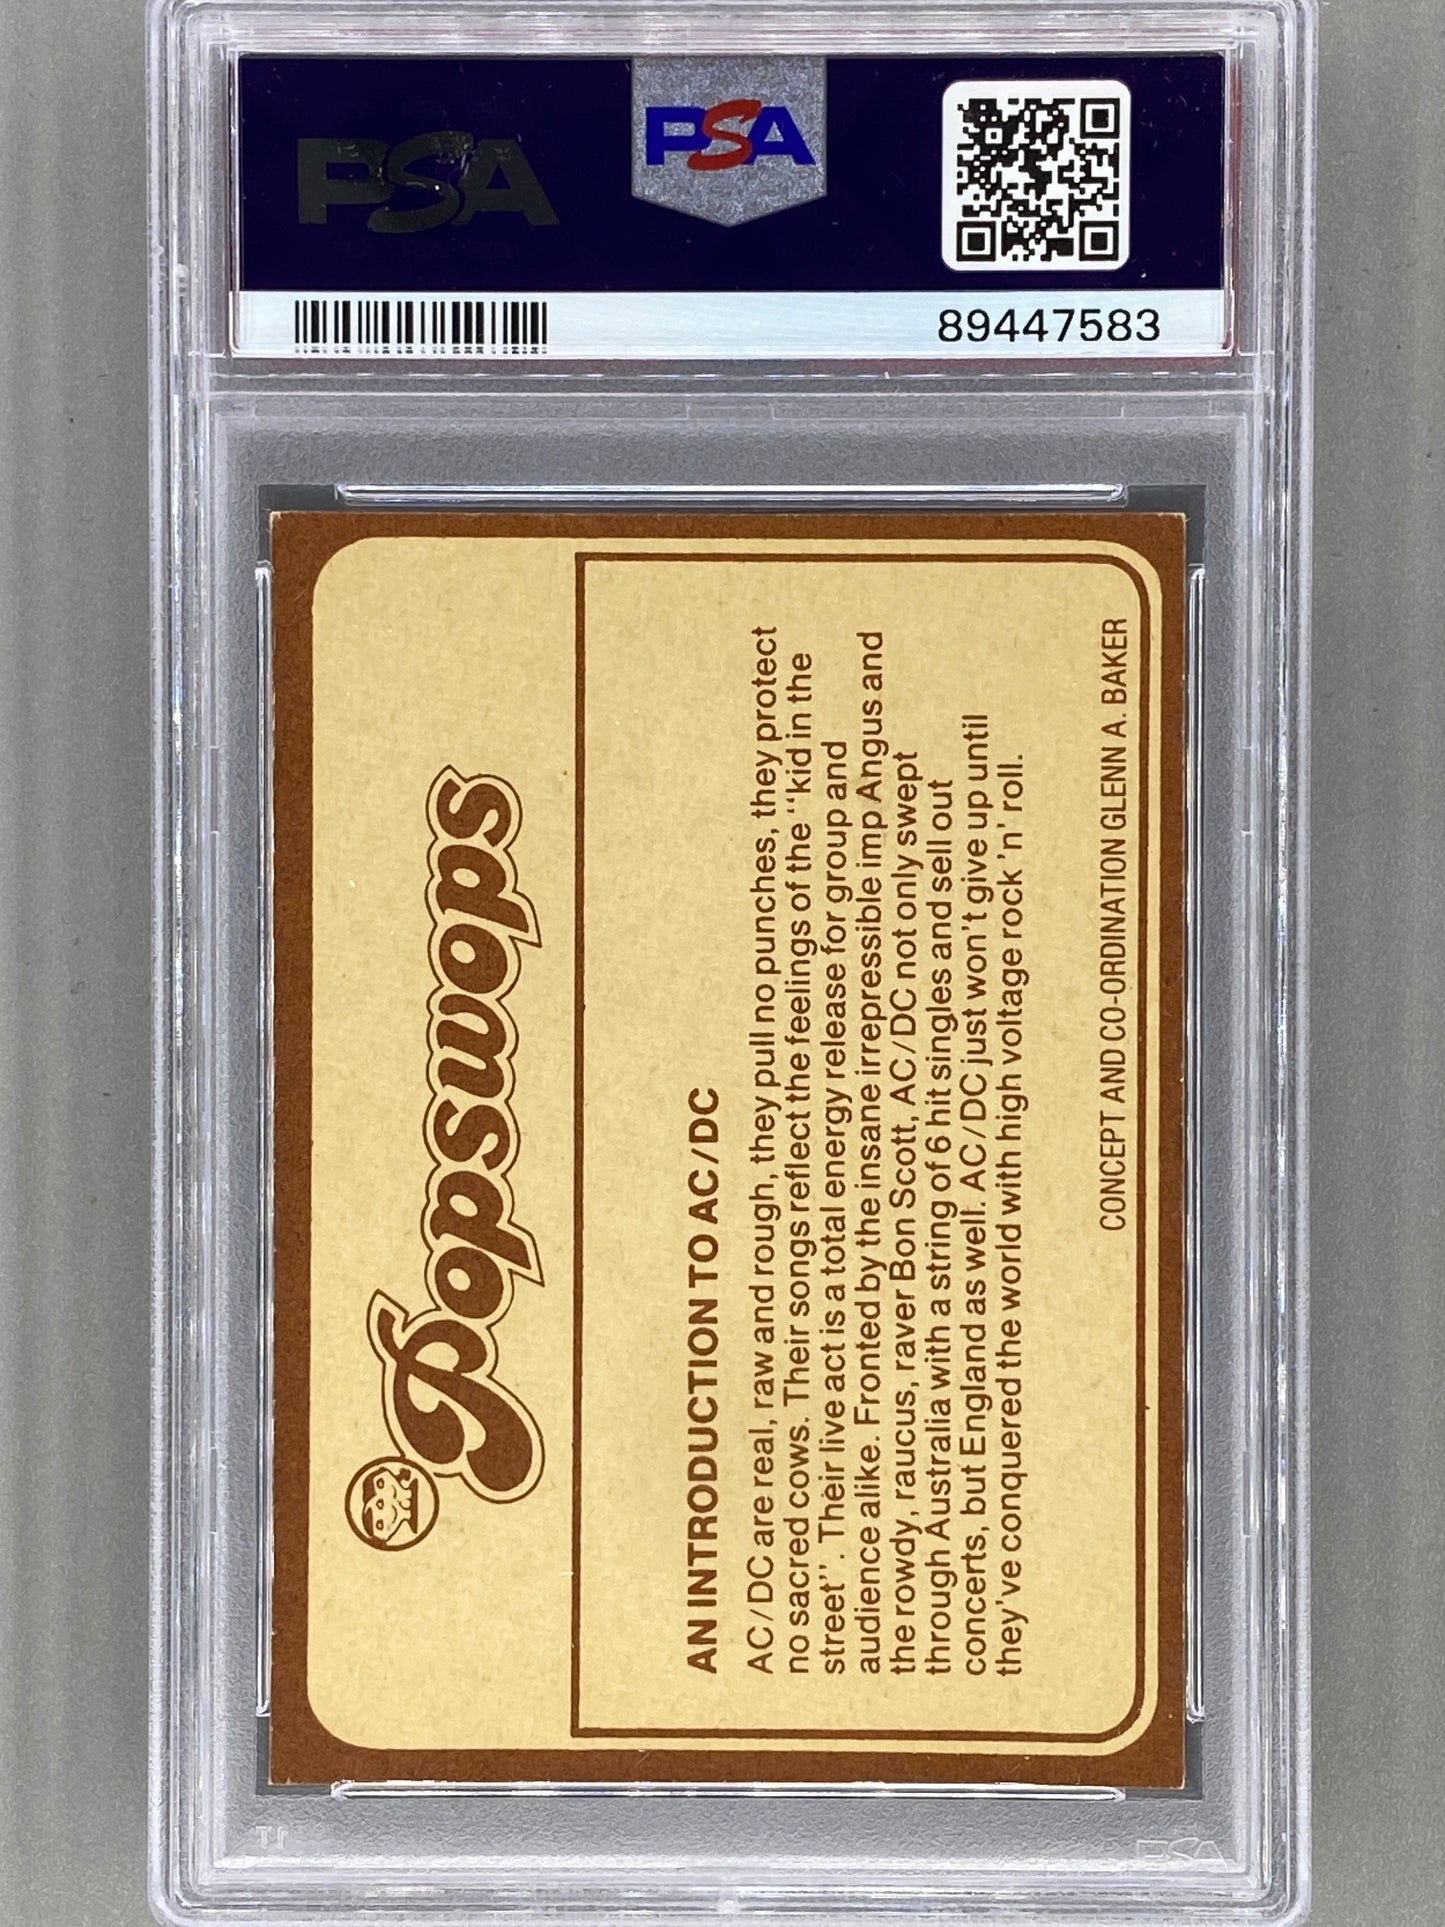 PSA
PSA
89447583
Popswops
AN INTRODUCTION TO AC/DC
AC/DC are real, raw and rough, they pull no punches, they protect
no sacred cows. Their songs reflect the feelings of the "kid in the
street". Their live act is a total energy release for group and
audience alike. Fronted by the insane irrepressible imp Angus and
the rowdy, raucus, raver Bon Scott, AC/DC not only swept
through Australia with a string of 6 hit singles and sell out
concerts, but England as well. AC/DC just won't give up until
they've conquered the world with high voltage rock 'n' roll.
CONCEPT AND CO-ORDINATION GLENN A. BAKER
PSA